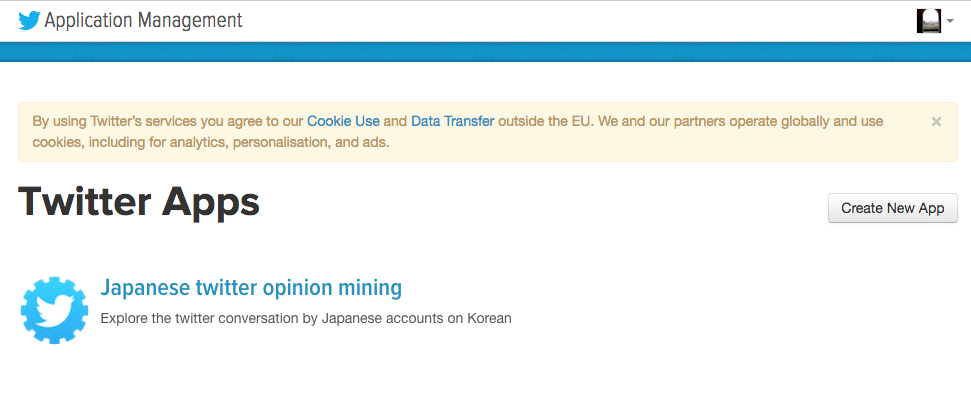 Application Management
By using Twitter's services you agree to our Cookie Use and Data Transfer outside the EU. We and our partners operate globally and use
cookies, including for analytics, personalisation, and ads.
×
Twitter Apps
Create New App
Japanese twitter opinion mining
Explore the twitter conversation by Japanese accounts on Korean